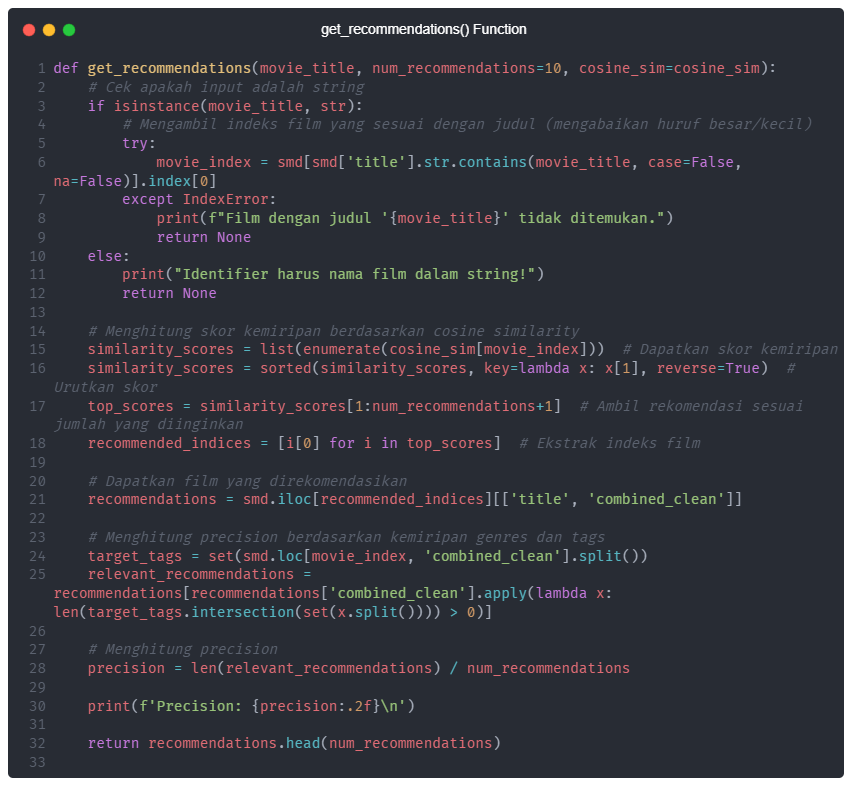 get_recommendations() Function
1 def get_recommendations(movie_title, num_recommendations=10, cosine_sim=cosine_sim):
2     # Cek apakah input adalah string
3     if isinstance(movie_title, str):
4         # Mengambil indeks film yang sesuai dengan judul (mengabaikan huruf besar/kecil)
5         try:
6             movie_index = smd[smd['title'].str.contains(movie_title, case=False,
na=False)].index[0]
7         except IndexError:
8             print(f"Film dengan judul '{movie_title}' tidak ditemukan.")
9             return None
10     else:
11         print("Identifier harus nama film dalam string!")
12         return None
13
14     # Menghitung skor kemiripan berdasarkan cosine similarity
15     similarity_scores = list(enumerate(cosine_sim[movie_index]))  # Dapatkan skor kemiripan
16     similarity_scores = sorted(similarity_scores, key=lambda x: x[1], reverse=True)  #
Urutkan skor
17     top_scores = similarity_scores[1:num_recommendations+1]  # Ambil rekomendasi sesuai
jumlah yang diinginkan
18     recommended_indices = [i[0] for i in top_scores]  # Ekstrak indeks film
19
20     # Dapatkan film yang direkomendasikan
21     recommendations = smd.iloc[recommended_indices][['title', 'combined_clean']]
22
23     # Menghitung precision berdasarkan kemiripan genres dan tags
24     target_tags = set(smd.loc[movie_index, 'combined_clean'].split())
25     relevant_recommendations =
recommendations[recommendations['combined_clean'].apply(lambda x:
len(target_tags.intersection(set(x.split()))) > 0)]
26
27     # Menghitung precision
28     precision = len(relevant_recommendations) / num_recommendations
29
30     print(f'Precision: {precision:.2f}\n')
31
32     return recommendations.head(num_recommendations)
33